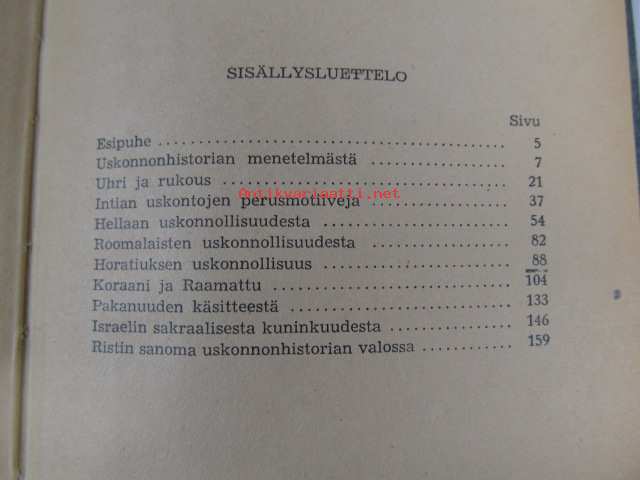 SISÄLLYSLUETTELO
Sivu
Esipuhe ........................................ 5
Uskonnonhistorian menetelmästä ............ 7
Uhri ja rukous ................................ 21
Antikvariaatti.net
Intian uskontojen perusmotiiveja ............ 37
Hellaan uskonnollisuudesta .................. 54
Roomalaisten uskonnollisuudesta ............ 82
Horatiuksen uskonnollisuus .................. 88
Koraani ja Raamattu .......................... 104
Pakanuuden käsitteestä ...................... 133
Israelin sakraalisesta kuninkuudesta .......... 146
Ristin sanoma uskonnonhistorian valossa ............ 159